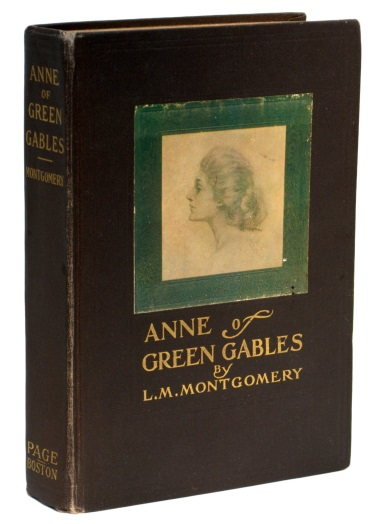 ANNE
OF
GREEN
GABLES
MONTGOMERY
PAGE
BOSTON
ANNE of
GREEN GABLES
By
L.M.MONTGOMERY